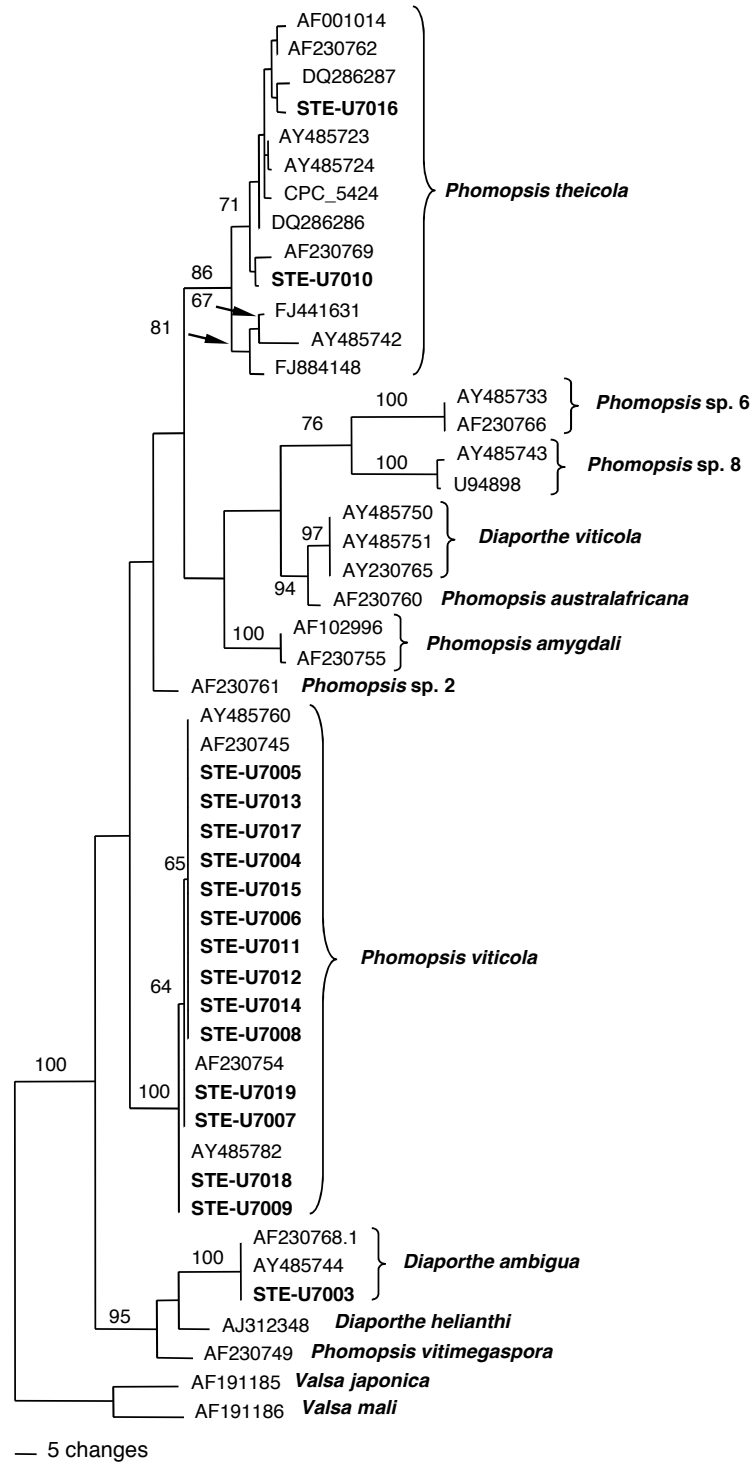 AF001014
AF230762
DQ286287
STE-U7016
AY485723
AY485724
Phomopsis theicola
CPC_5424
71
DQ286286
AF230769
86
STE-U7010
67
FJ441631
81
AY485742
FJ884148
100
AY485733
Phomopsis sp. 6
76
AF230766
AY485743
100
Phomopsis sp. 8
U94898
AY485750
97
Diaporthe viticola
AY485751
AY230765
94
AF230760 Phomopsis australafricana
AF102996
100
Phomopsis amygdali
AF230755
AF230761 Phomopsis sp. 2
AY485760
AF230745
STE-U7005
STE-U7013
STE-U7017
65
STE-U7004
STE-U7015
STE-U7006
STE-U7011
Phomopsis viticola
STE-U7012
64
STE-U7014
STE-U7008
100
AF230754
100
STE-U7019
STE-U7007
AY485782
STE-U7018
STE-U7009
AF230768.1
100
AY485744
Diaporthe ambigua
STE-U7003
95
AJ312348 Diaporthe helianthi
AF230749 Phomopsis vitimegaspora
AF191185 Valsa japonica
AF191186 Valsa mali
5 changes